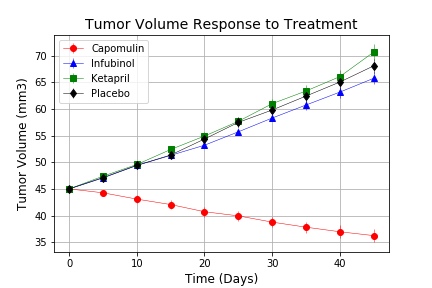 Tumor Volume Response to Treatment
Capomulin
Infubinol
Ketapril
Placebo
Tumor Volume (mm3)
70
65
60
55
50
45
40
35
0 10 20 30 40
Time (Days)